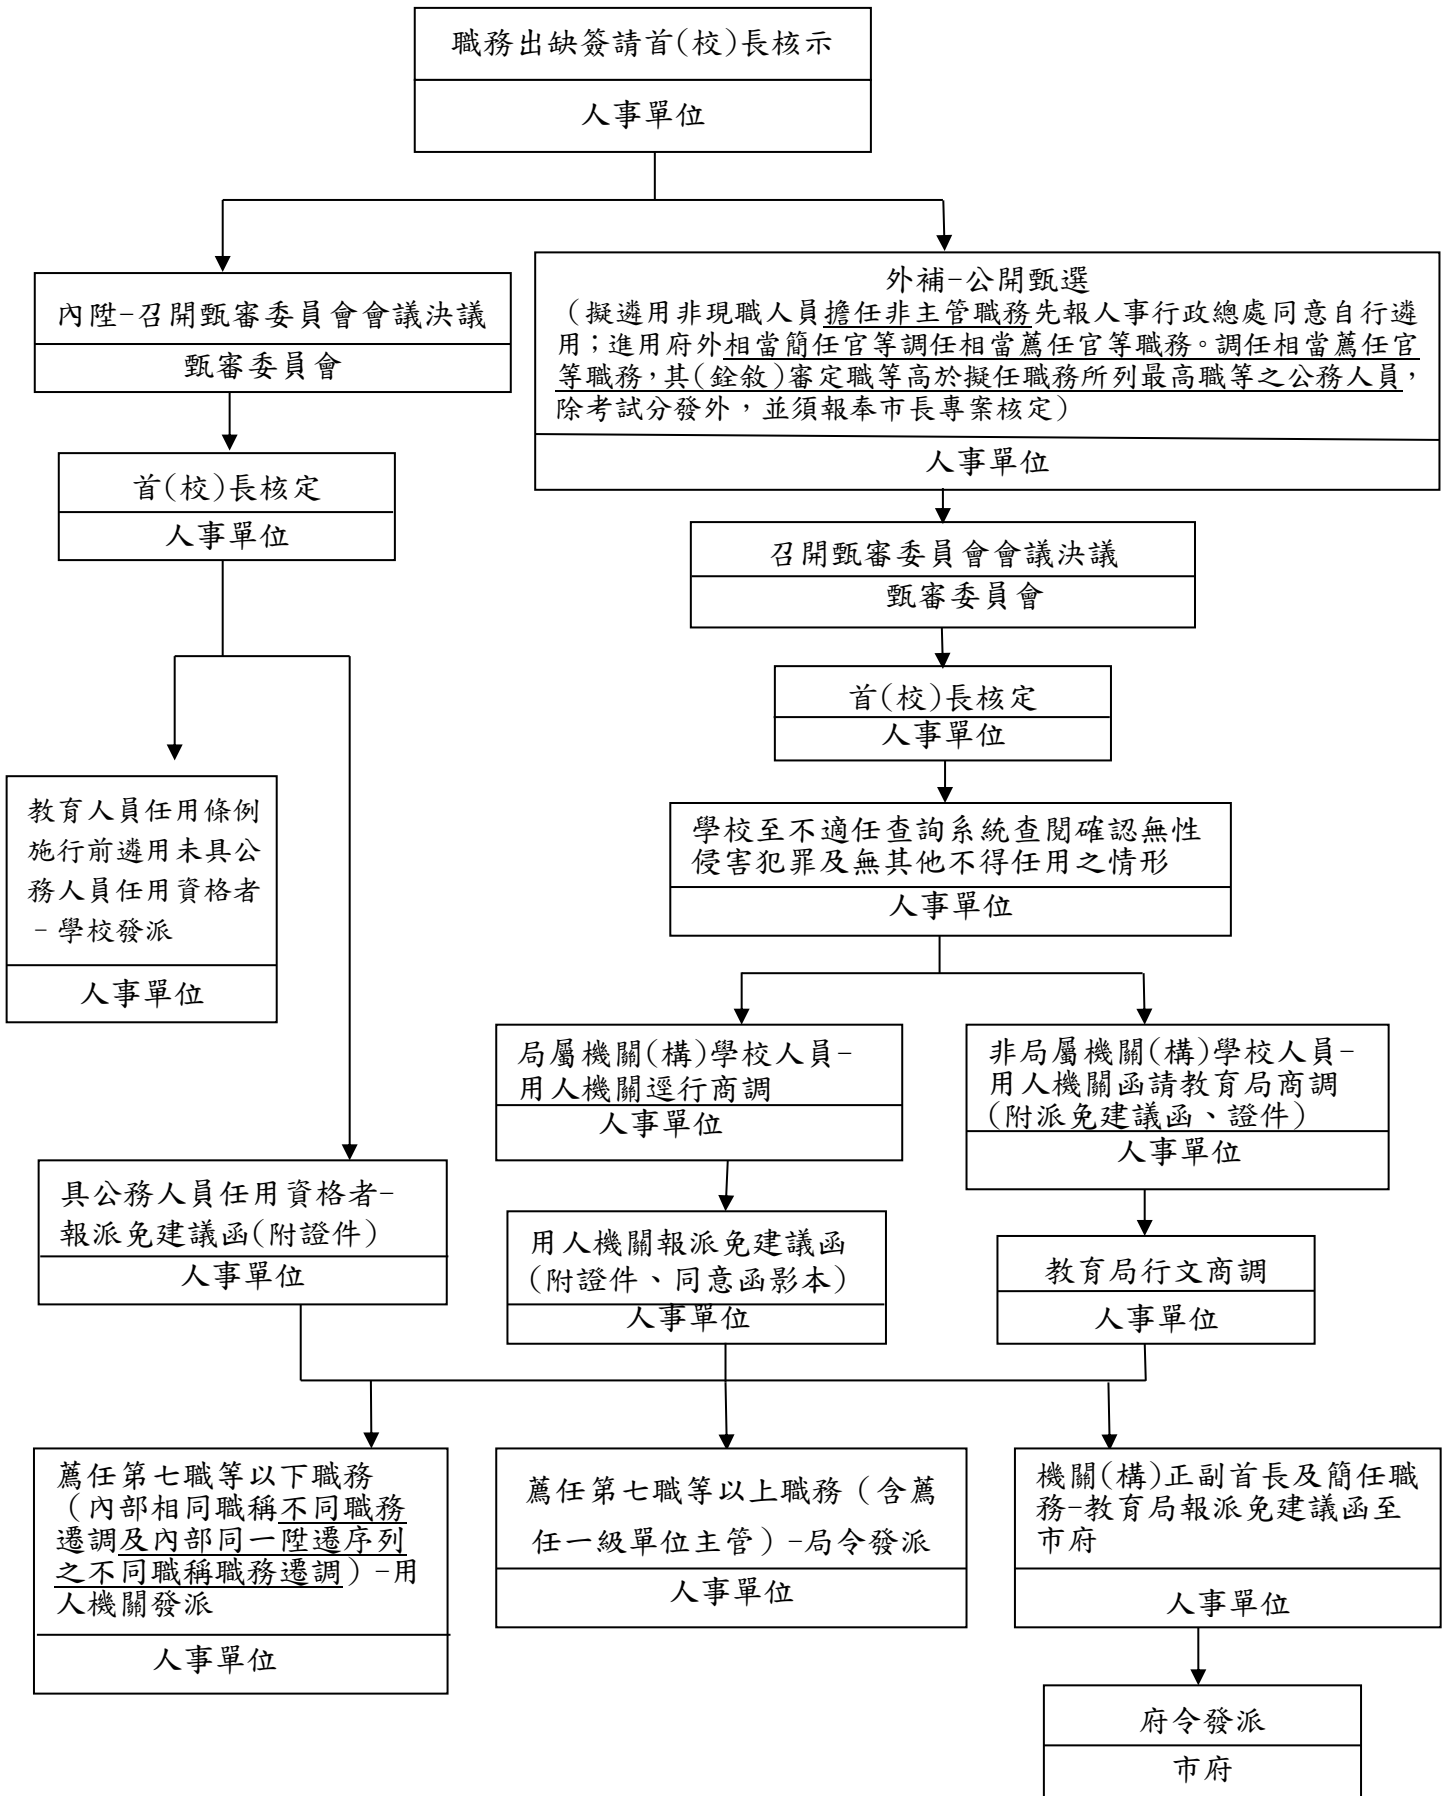 職務出缺簽請首(校)長核示
人事單位
內陞-召開甄審委員會會議決議
甄審委員會
外補-公開甄選
（擬遴用非現職人員擔任非主管職務先報人事行政總處同意自行遴
用；進用府外相當簡任官等調任相當薦任官等職務。調任相當薦任官
等職務，其(銓敘)審定職等高於擬任職務所列最高職等之公務人員，
除考試分發外，並須報奉市長專案核定）
人事單位
首(校)長核定
人事單位
召開甄審委員會會議決議
甄審委員會
首(校)長核定
人事單位
教育人員任用條例
施行前遴用未具公
務人員任用資格者
-學校發派
人事單位
學校至不適任查詢系統查閱確認無性
侵害犯罪及無其他不得任用之情形
人事單位
局屬機關(構)學校人員-
用人機關逕行商調
人事單位
非局屬機關(構)學校人員-
用人機關函請教育局商調
(附派免建議函、證件)
人事單位
具公務人員任用資格者-
報派免建議函(附證件)
人事單位
用人機關報派免建議函
(附證件、同意函影本)
人事單位
教育局行文商調
人事單位
薦任第七職等以下職務
（內部相同職稱不同職務
遷調及內部同一陞遷序列
之不同職稱職務遷調）-用
人機關發派
人事單位
薦任第七職等以上職務（含薦
任一級單位主管）-局令發派
人事單位
機關(構)正副首長及簡任職
務-教育局報派免建議函至
市府
人事單位
府令發派
市府